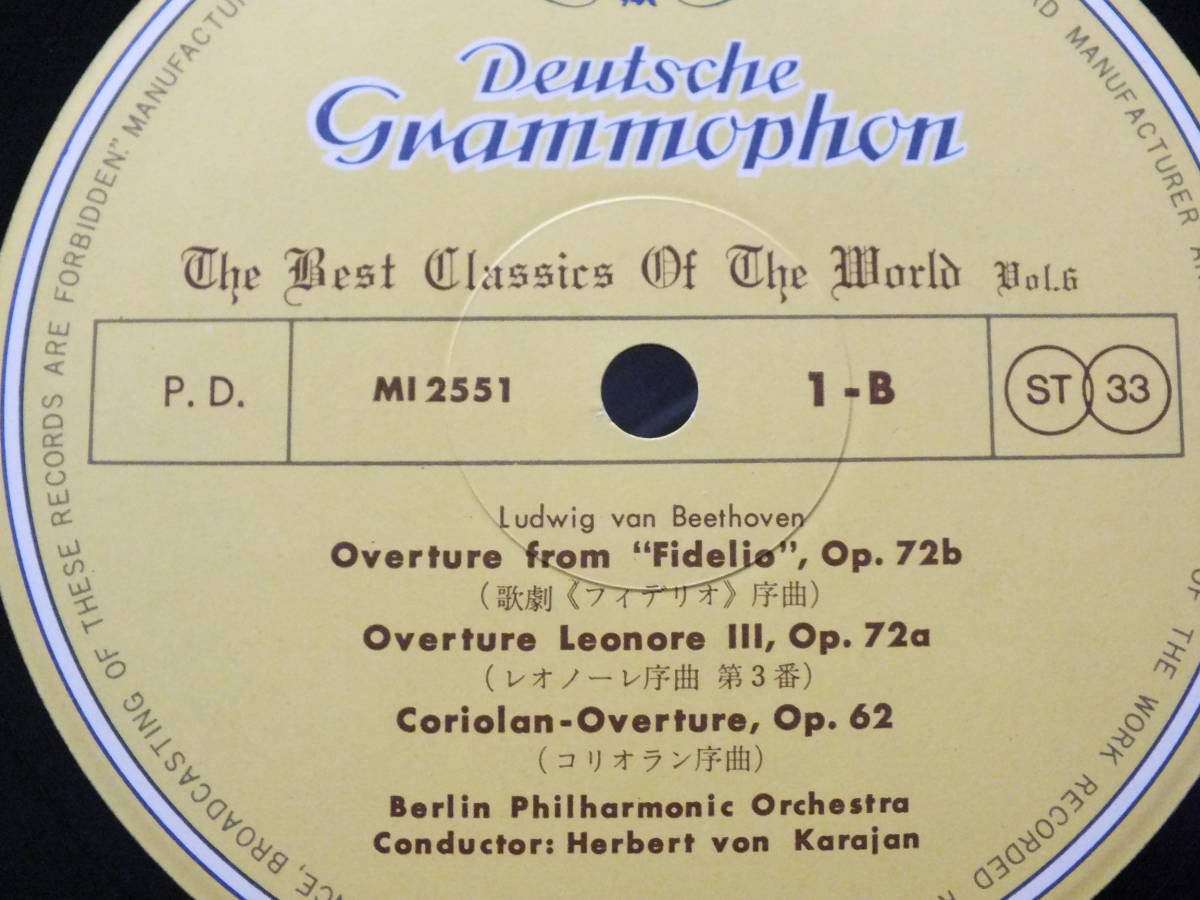 Deutsche
Grammophon
The Best Classics Of The World Vol.6
P. D. MI 2551 1-B ST 33
Ludwig van Beethoven
Overture from “Fidelio”, Op. 72b
(歌劇《フィデリオ》序曲)
Overture Leonore III, Op. 72a
(レオノーレ序曲 第3番)
Coriolan-Overture, Op. 62
(コリオラン序曲)
Berlin Philharmonic Orchestra
Conductor: Herbert von Karajan
MANUFACTURER
OF THE WORK RECORDED
BROADCASTING OF THESE RECORDS ARE FORBIDDEN.”